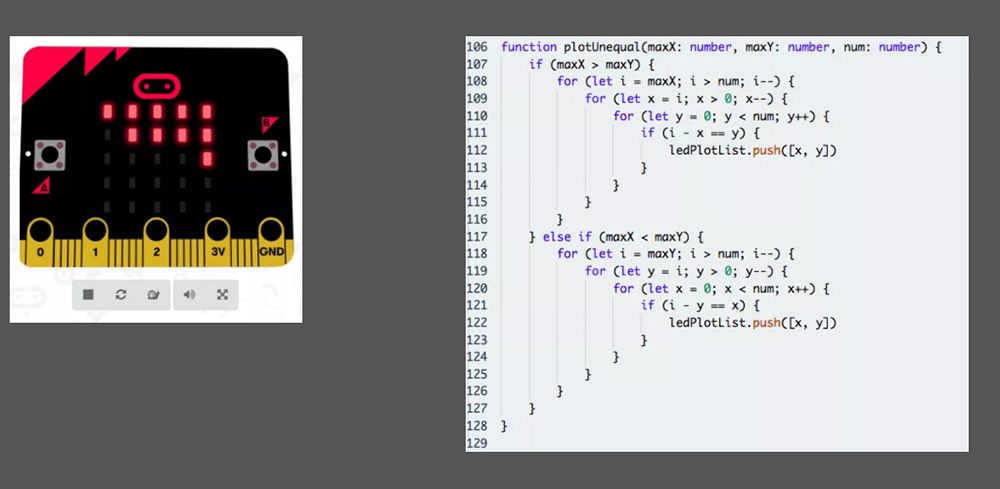 B
A
0 1 2 3V GND
106 function plotUnequal(maxX: number, maxY: number, num: number) {
107 if (maxX > maxY) {
108 for (let i = maxX; i > num; i--) {
109 for (let x = i; x > 0; x--) {
110 for (let y = 0; y < num; y++) {
111 if (i - x == y) {
112 ledPlotList.push([x, y])
113 }
114 }
115 }
116 }
117 } else if (maxX < maxY) {
118 for (let i = maxY; i > num; i--) {
119 for (let y = i; y > 0; y--) {
120 for (let x = 0; x < num; x++) {
121 if (i - y == x) {
122 ledPlotList.push([x, y])
123 }
124 }
125 }
126 }
127 }
128 }
129